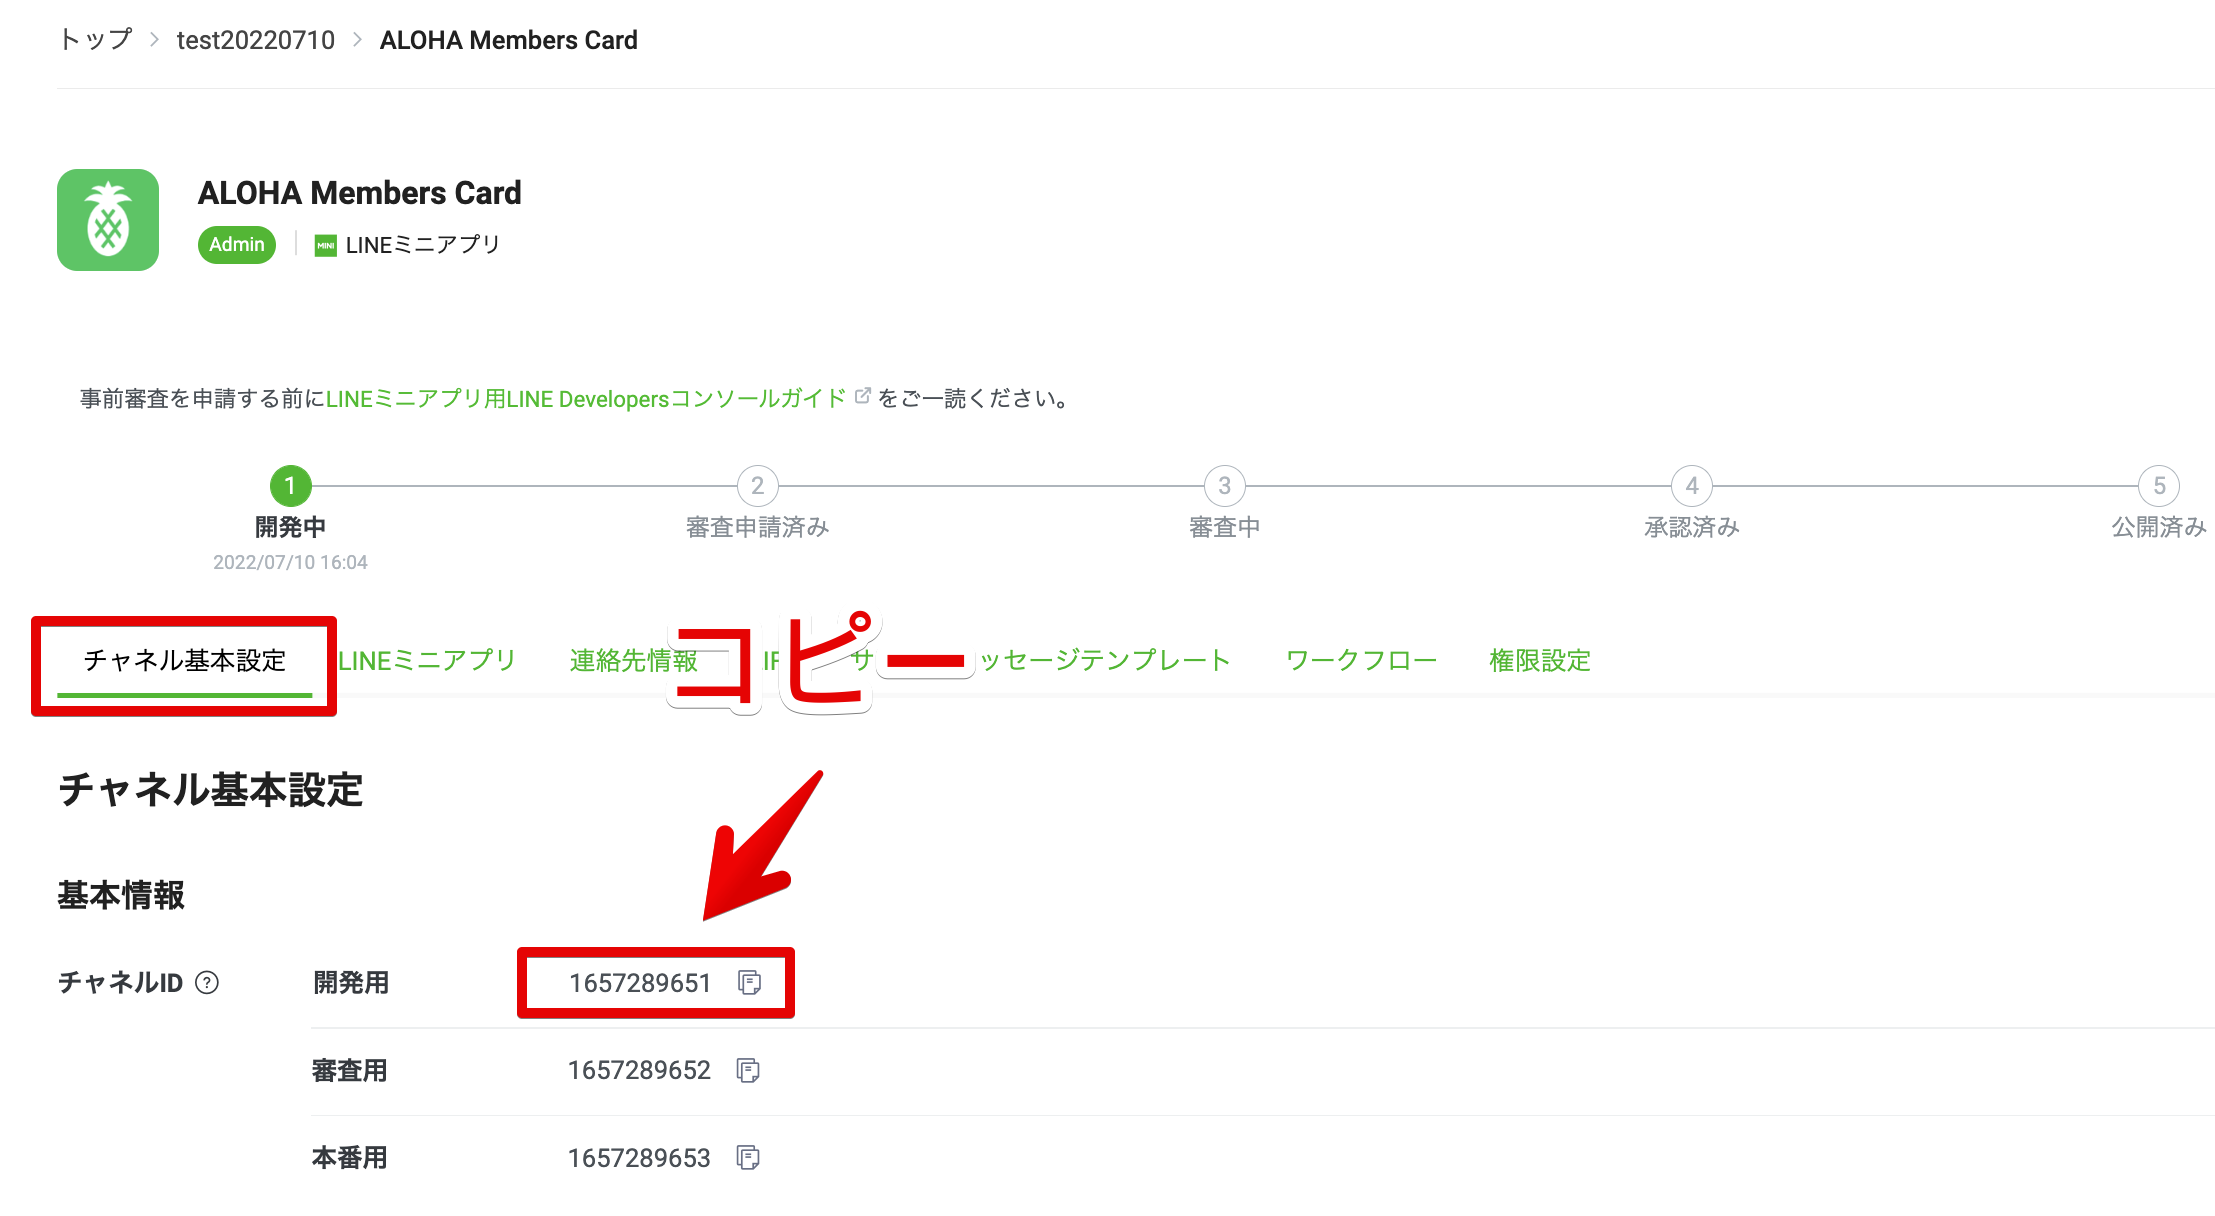 トップ > test20220710 > ALOHA Members Card
ALOHA Members Card
Admin
MINI LINEミニアプリ
事前審査を申請する前にLINEミニアプリ用LINE Developersコンソールガイド をご一読ください。
1 2 3 4 5
開発中 審査申請済み 審査中 承認済み 公開済み
2022/07/10 16:04
コピー
チャネル基本設定 LINEミニアプリ 連絡先情報 サ ッセージテンプレート ワークフロー 権限設定
チャネル基本設定
基本情報
チャネルID ? 開発用 1657289651
審査用 1657289652
本番用 1657289653